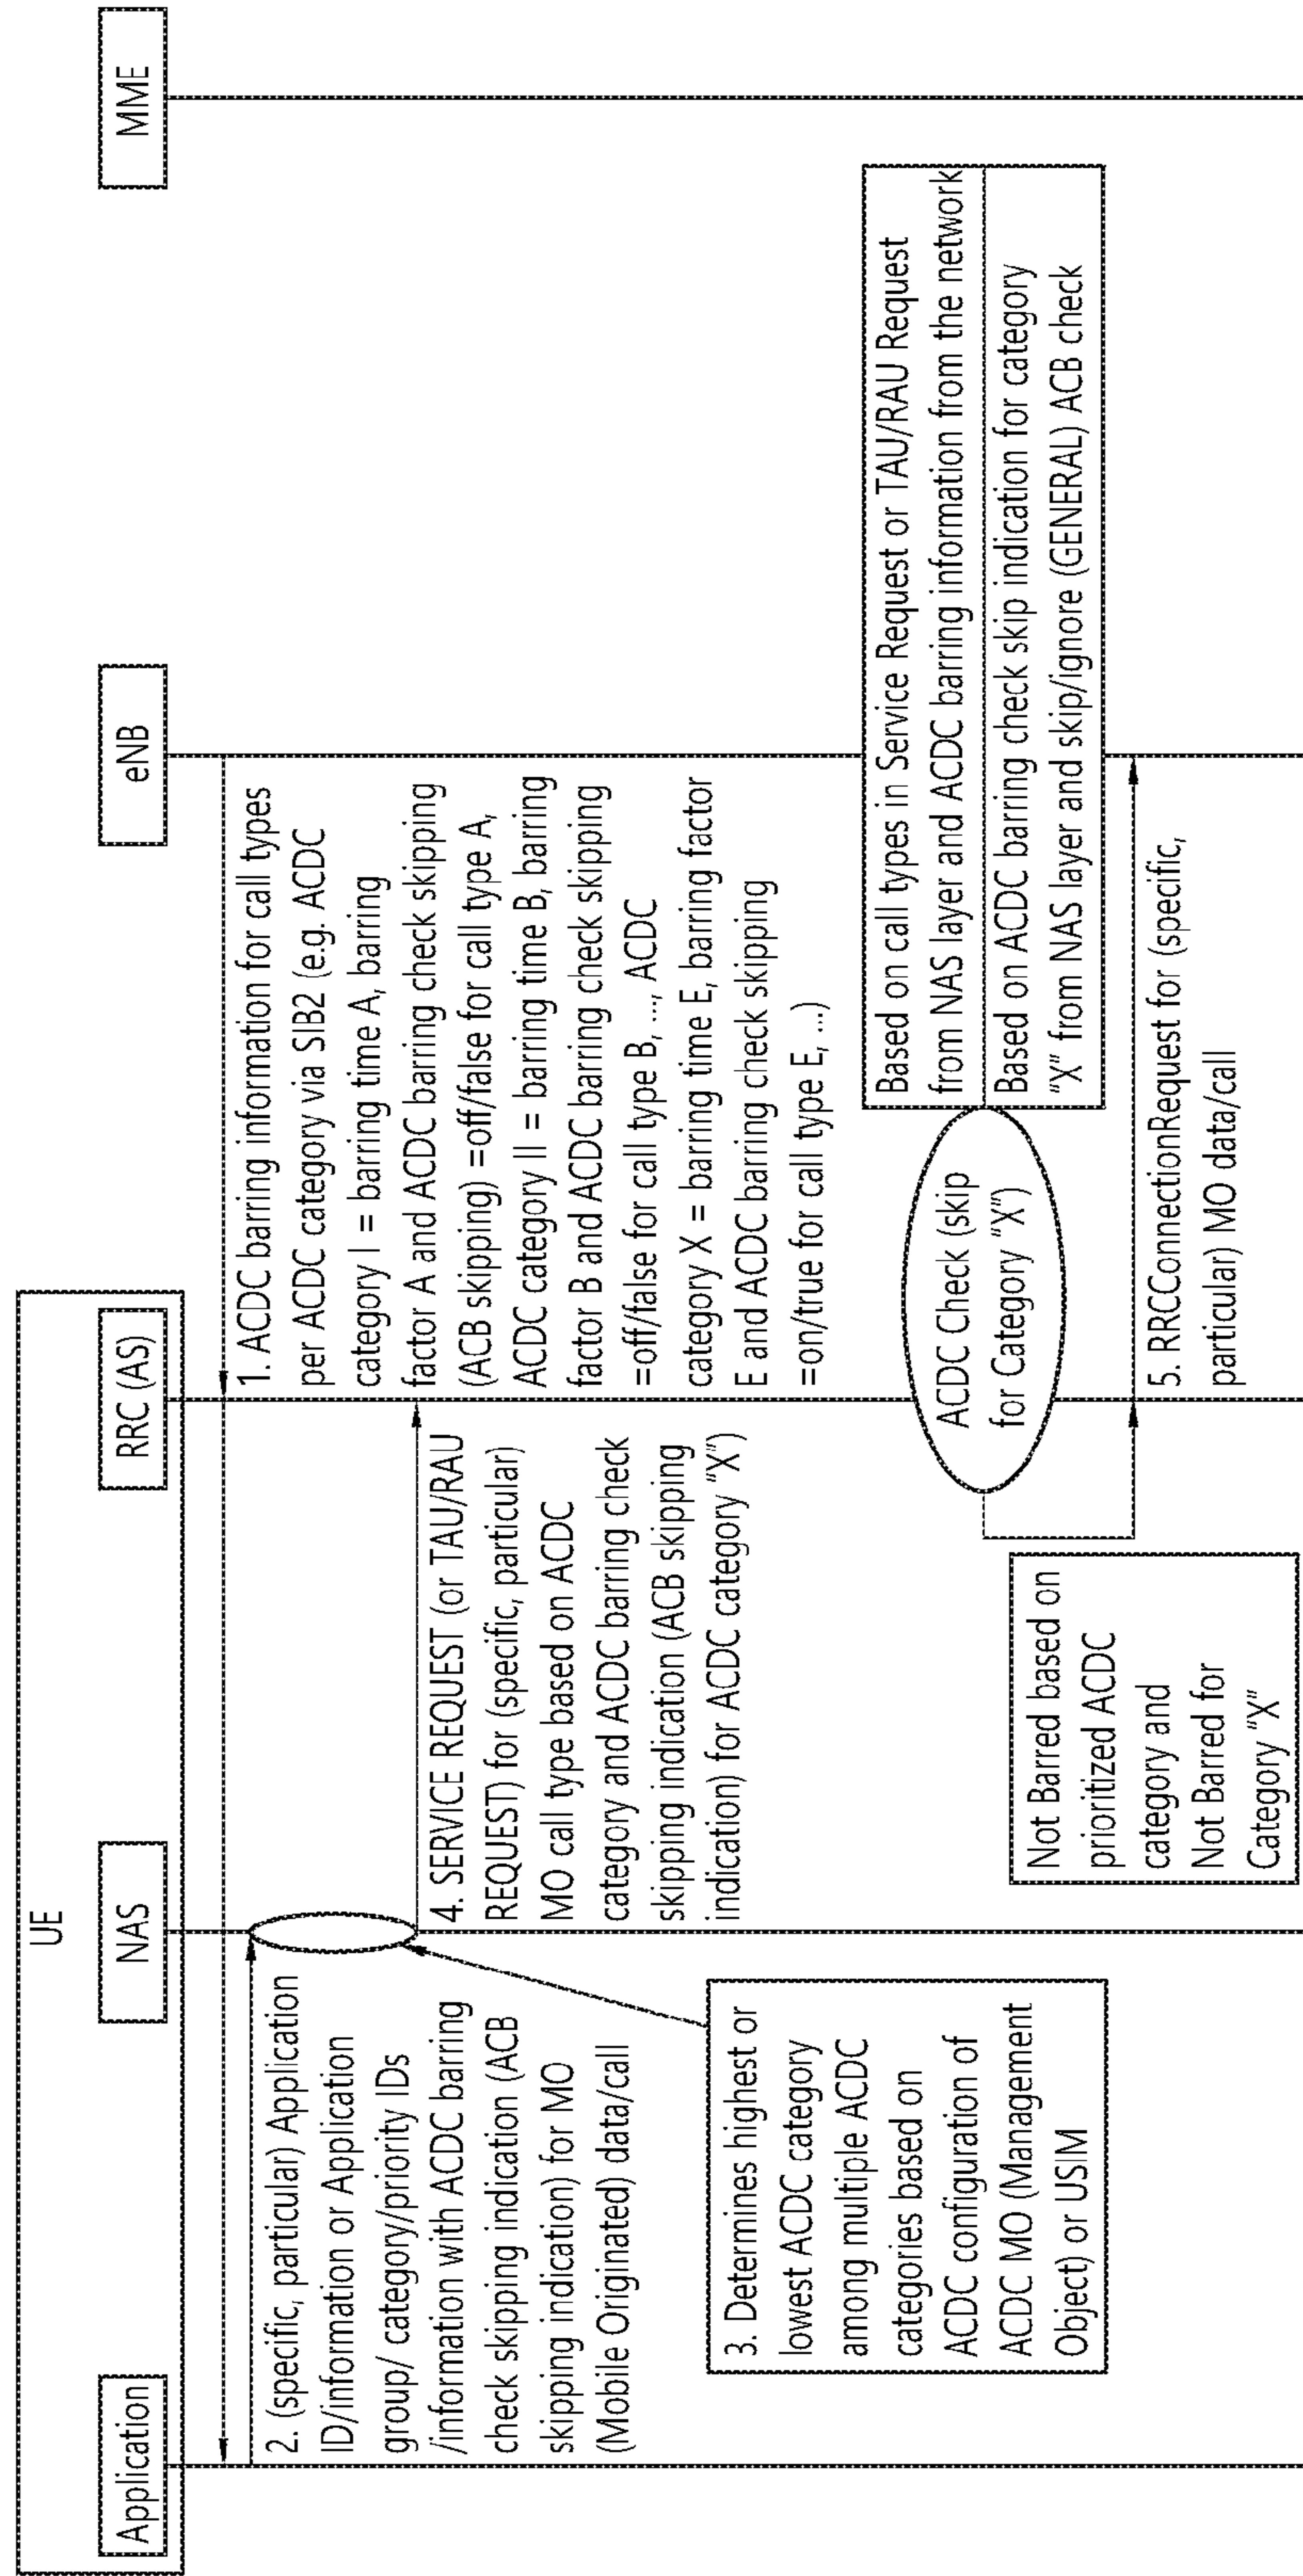 UE
Application
NAS
RRC (AS)
eNB
MME
1. ACDC barring information for call types
per ACDC category via SIB2 (e.g. ACDC
category I = barring time A, barring
factor A and ACDC barring check skipping
(ACB skipping) =off/false for call type A,
ACDC category II = barring time B, barring
factor B and ACDC barring check skipping
=off/false for call type B, ..., ACDC
category X = barring time E, barring factor
E and ACDC barring check skipping
=on/true for call type E, ...)
2. (specific, particular) Application
ID/information or Application
group/ category/priority IDs
/information with ACDC barring
check skipping indication (ACB
skipping indication) for MO
(Mobile Originated) data/call
3. Determines highest or
lowest ACDC category
among multiple ACDC
categories based on
ACDC configuration of
ACDC MO (Management
Object) or USIM
4. SERVICE REQUEST (or TAU/RAU
REQUEST) for (specific, particular)
MO call type based on ACDC
category and ACDC barring check
skipping indication (ACB skipping
indication) for ACDC category "X")
ACDC Check (skip
for Category "X")
Based on call types in Service Request or TAU/RAU Request
from NAS layer and ACDC barring information from the network
Based on ACDC barring check skip indication for category
"X" from NAS layer and skip/ignore (GENERAL) ACB check
Not Barred based on
prioritized ACDC
category and
Not Barred for
Category "X"
5. RRCConnectionRequest for (specific,
particular) MO data/call